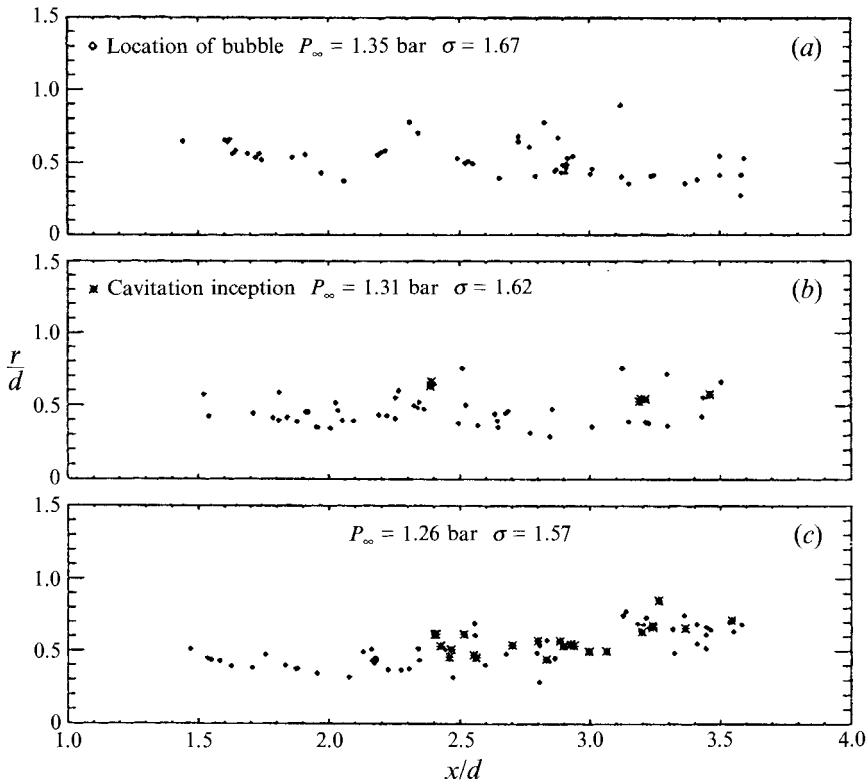 1.5
◦ Location of bubble P∞ = 1.35 bar σ = 1.67 (a)
1.0
0.5
0
1.5
✱ Cavitation inception P∞ = 1.31 bar σ = 1.62 (b)
1.0
r/d
0.5
0
1.5
P∞ = 1.26 bar σ = 1.57 (c)
1.0
0.5
0
1.0 1.5 2.0 2.5 3.0 3.5 4.0
x/d